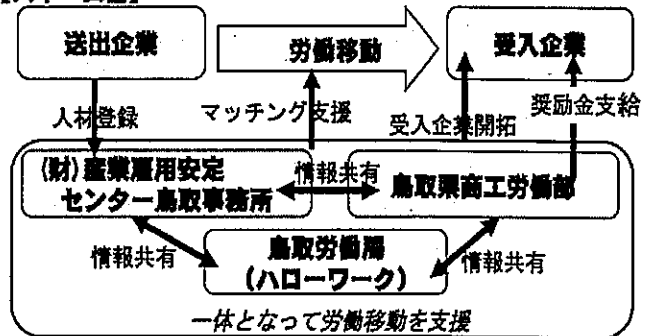 送出企業
労働移動
受入企業
人材登録
マッチング支援
受入企業開拓
奨励金支給
(財)産業雇用安定
センター鳥取事務所
情報共有
鳥取県商工労働部
情報共有
鳥取労働局
(ハローワーク)
情報共有
一体となって労働移動を支援